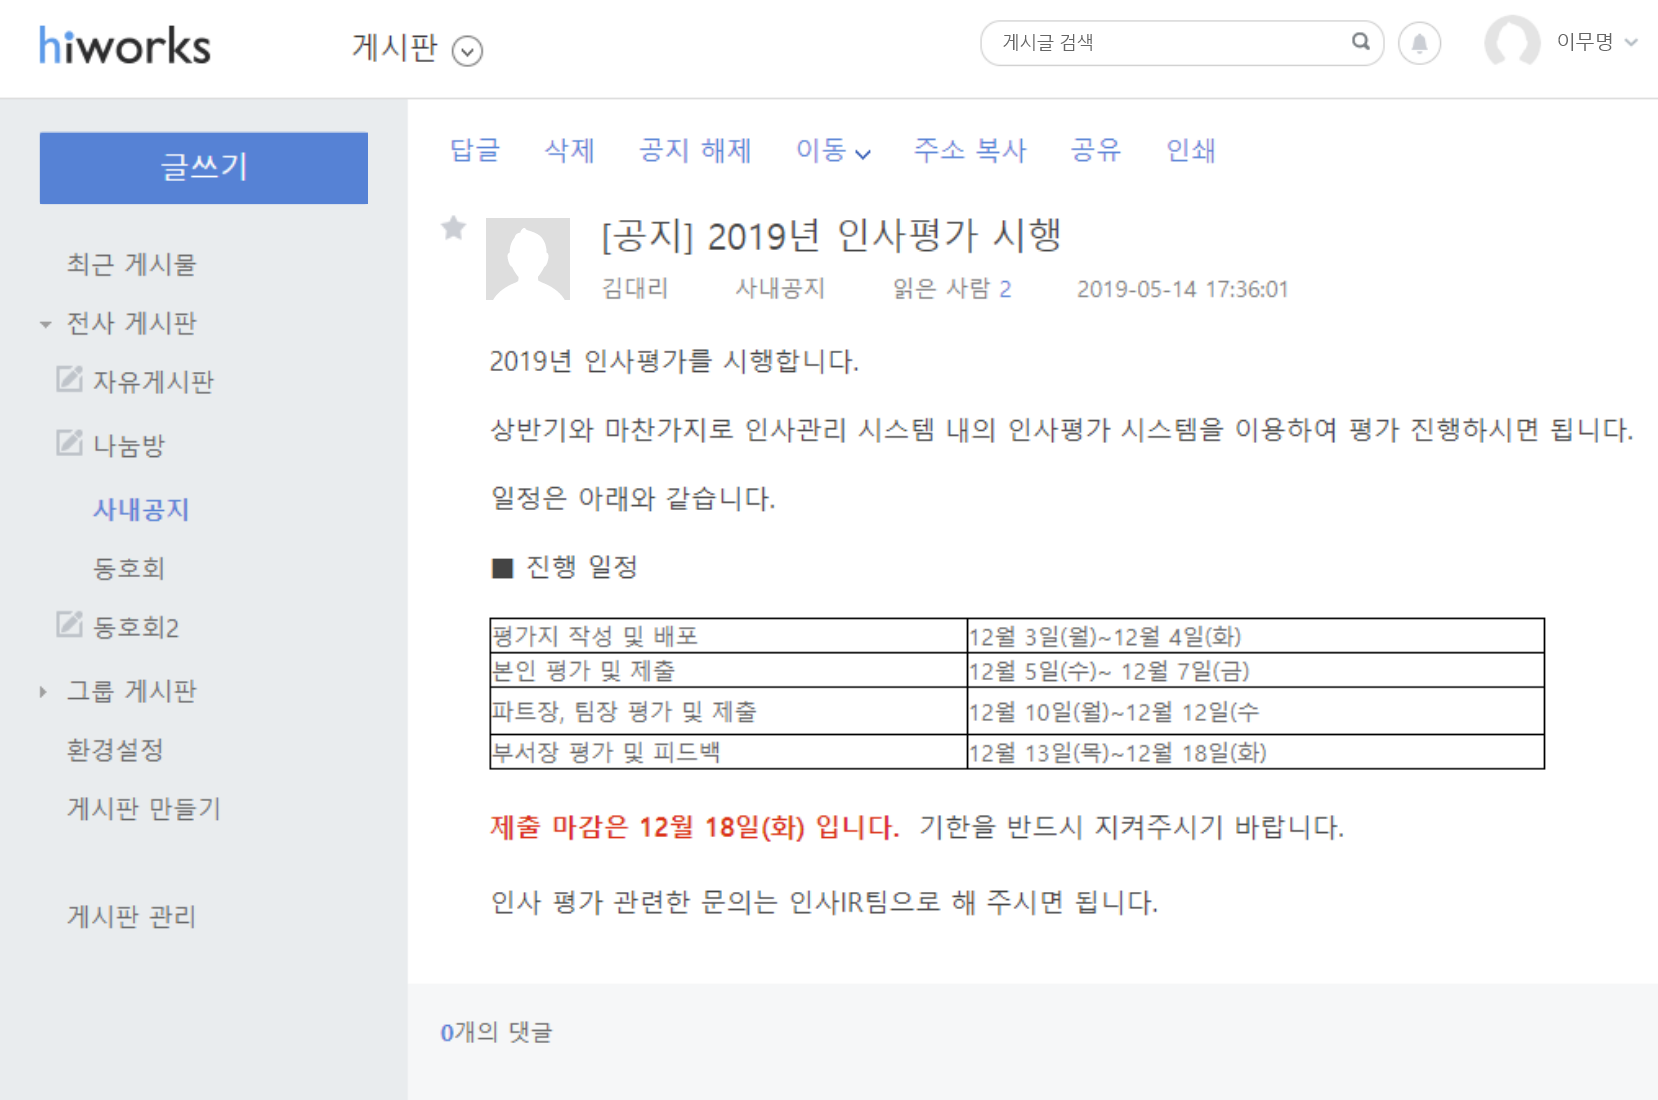 hiworks
게시판
게시글 검색
이무명
글쓰기
최근 게시물
전사 게시판
자유게시판
나눔방
사내공지
동호회
동호회2
그룹 게시판
환경설정
게시판 만들기
게시판 관리
답글 삭제 공지 해제 이동 주소 복사 공유 인쇄
[공지] 2019년 인사평가 시행
김대리 사내공지 읽은 사람 2 2019-05-14 17:36:01
2019년 인사평가를 시행합니다.
상반기와 마찬가지로 인사관리 시스템 내의 인사평가 시스템을 이용하여 평가 진행하시면 됩니다.
일정은 아래와 같습니다.
■ 진행 일정
평가지 작성 및 배포 12월 3일(월)~12월 4일(화)
본인 평가 및 제출 12월 5일(수)~ 12월 7일(금)
파트장, 팀장 평가 및 제출 12월 10일(월)~12월 12일(수
부서장 평가 및 피드백 12월 13일(목)~12월 18일(화)
제출 마감은 12월 18일(화) 입니다. 기한을 반드시 지켜주시기 바랍니다.
인사 평가 관련한 문의는 인사IR팀으로 해 주시면 됩니다.
0개의 댓글